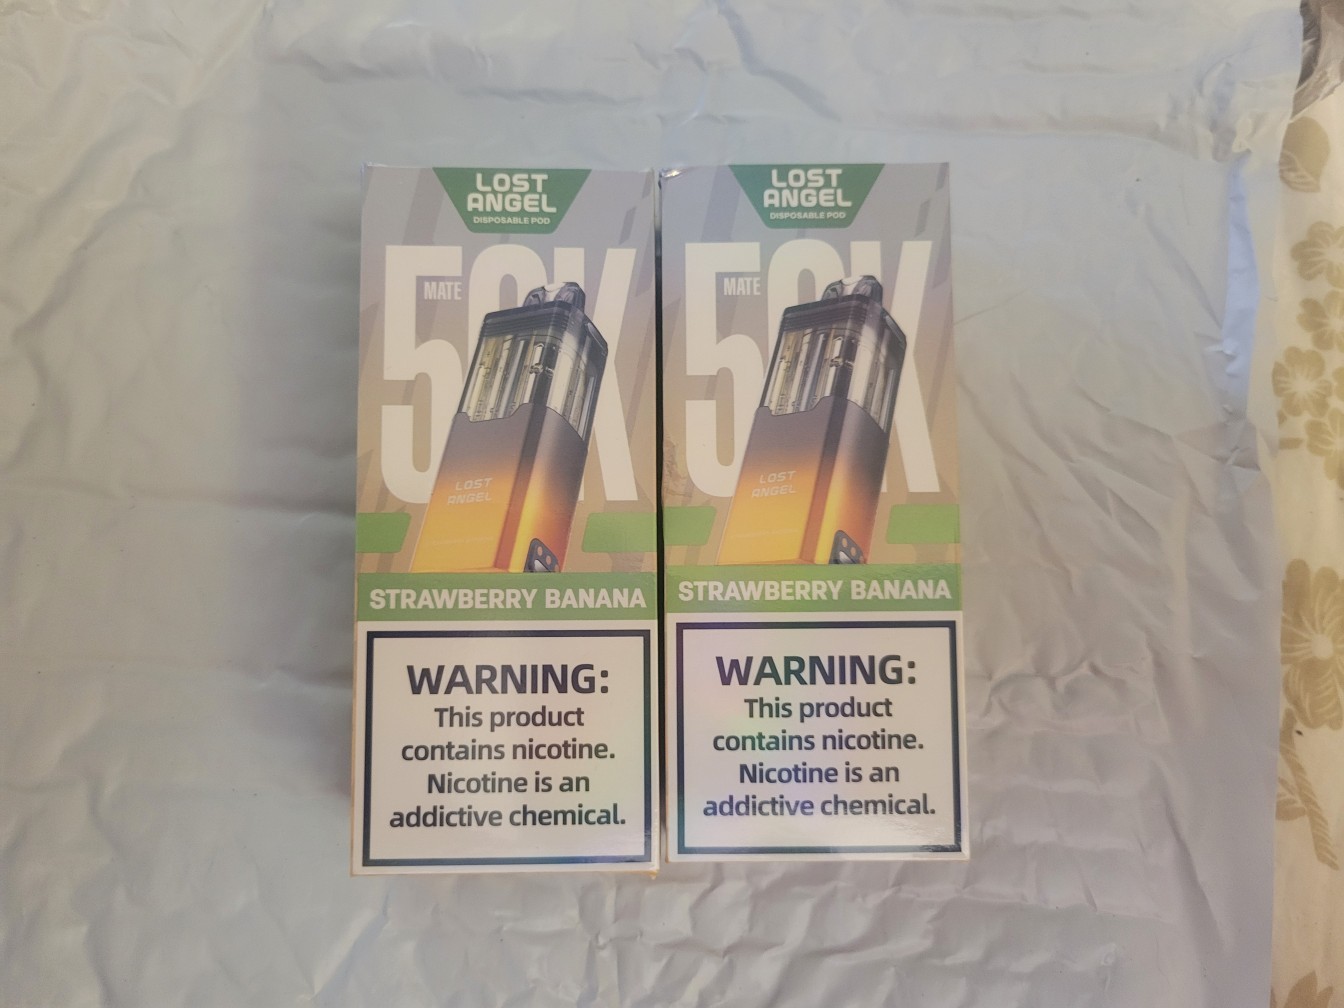 LOST
ANGEL
DISPOSABLE POD
50K
MATE
LOST
ANGEL
STRAWBERRY BANANA
WARNING:
This product
contains nicotine.
Nicotine is an
addictive chemical.
LOST
ANGEL
DISPOSABLE POD
50K
MATE
LOST
ANGEL
STRAWBERRY BANANA
WARNING:
This product
contains nicotine.
Nicotine is an
addictive chemical.